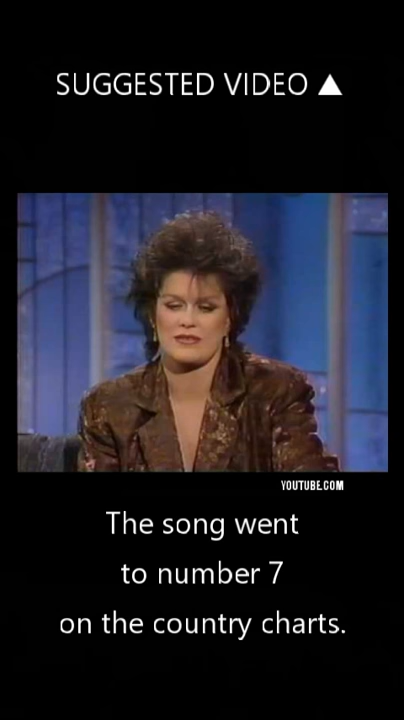 SUGGESTED VIDEO ▲
YOUTUBE.COM
The song went
to number 7
on the country charts.